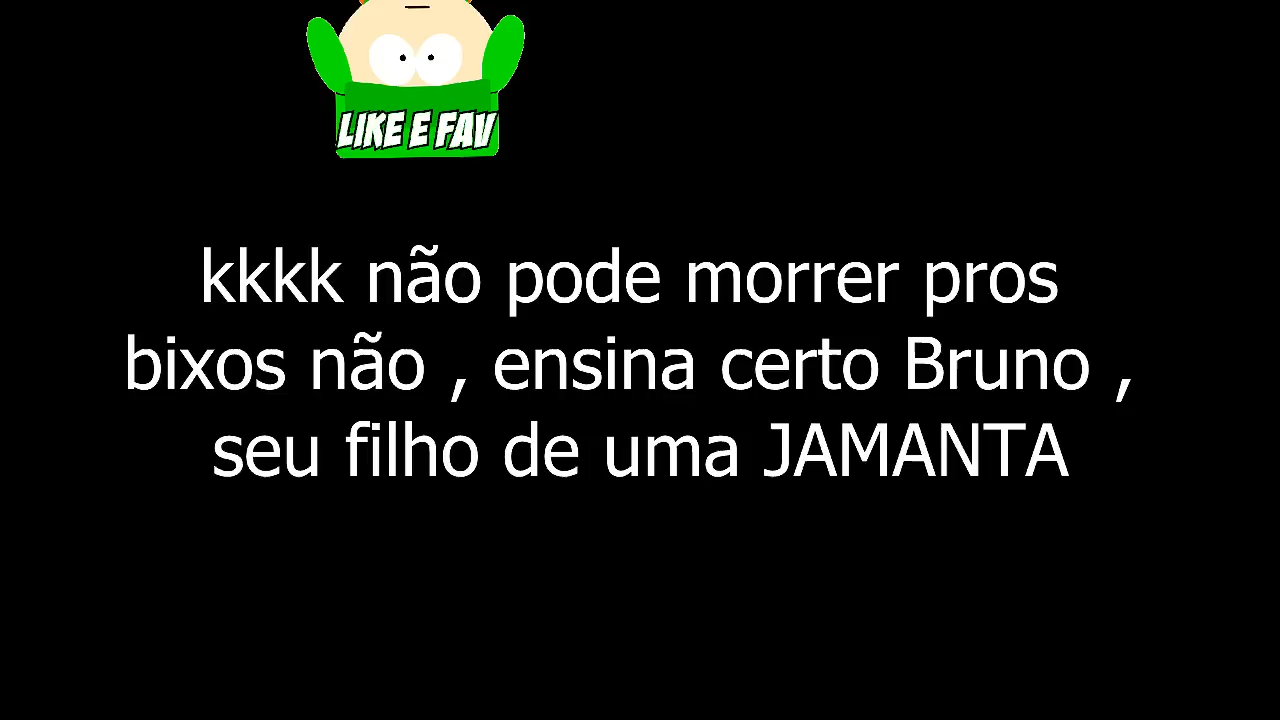 LIKE E FAV
kkkk não pode morrer pros
bixos não , ensina certo Bruno ,
seu filho de uma JAMANTA